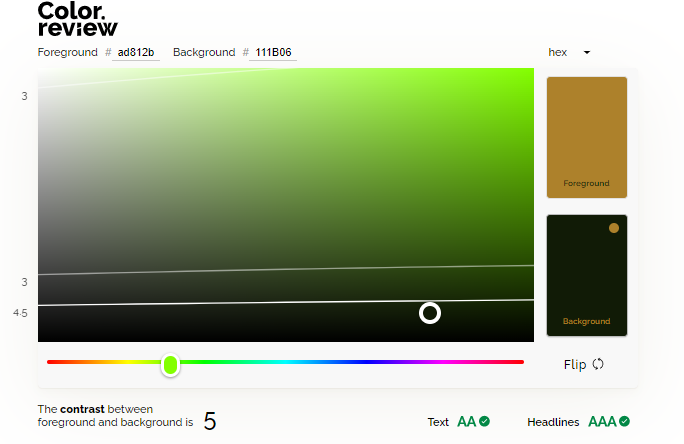 Color.
review
Foreground # ad812b Background # 111B06 hex
3
Foreground
3
4.5
Background
Flip
The contrast between
foreground and background is 5
Text AA Headlines AAA